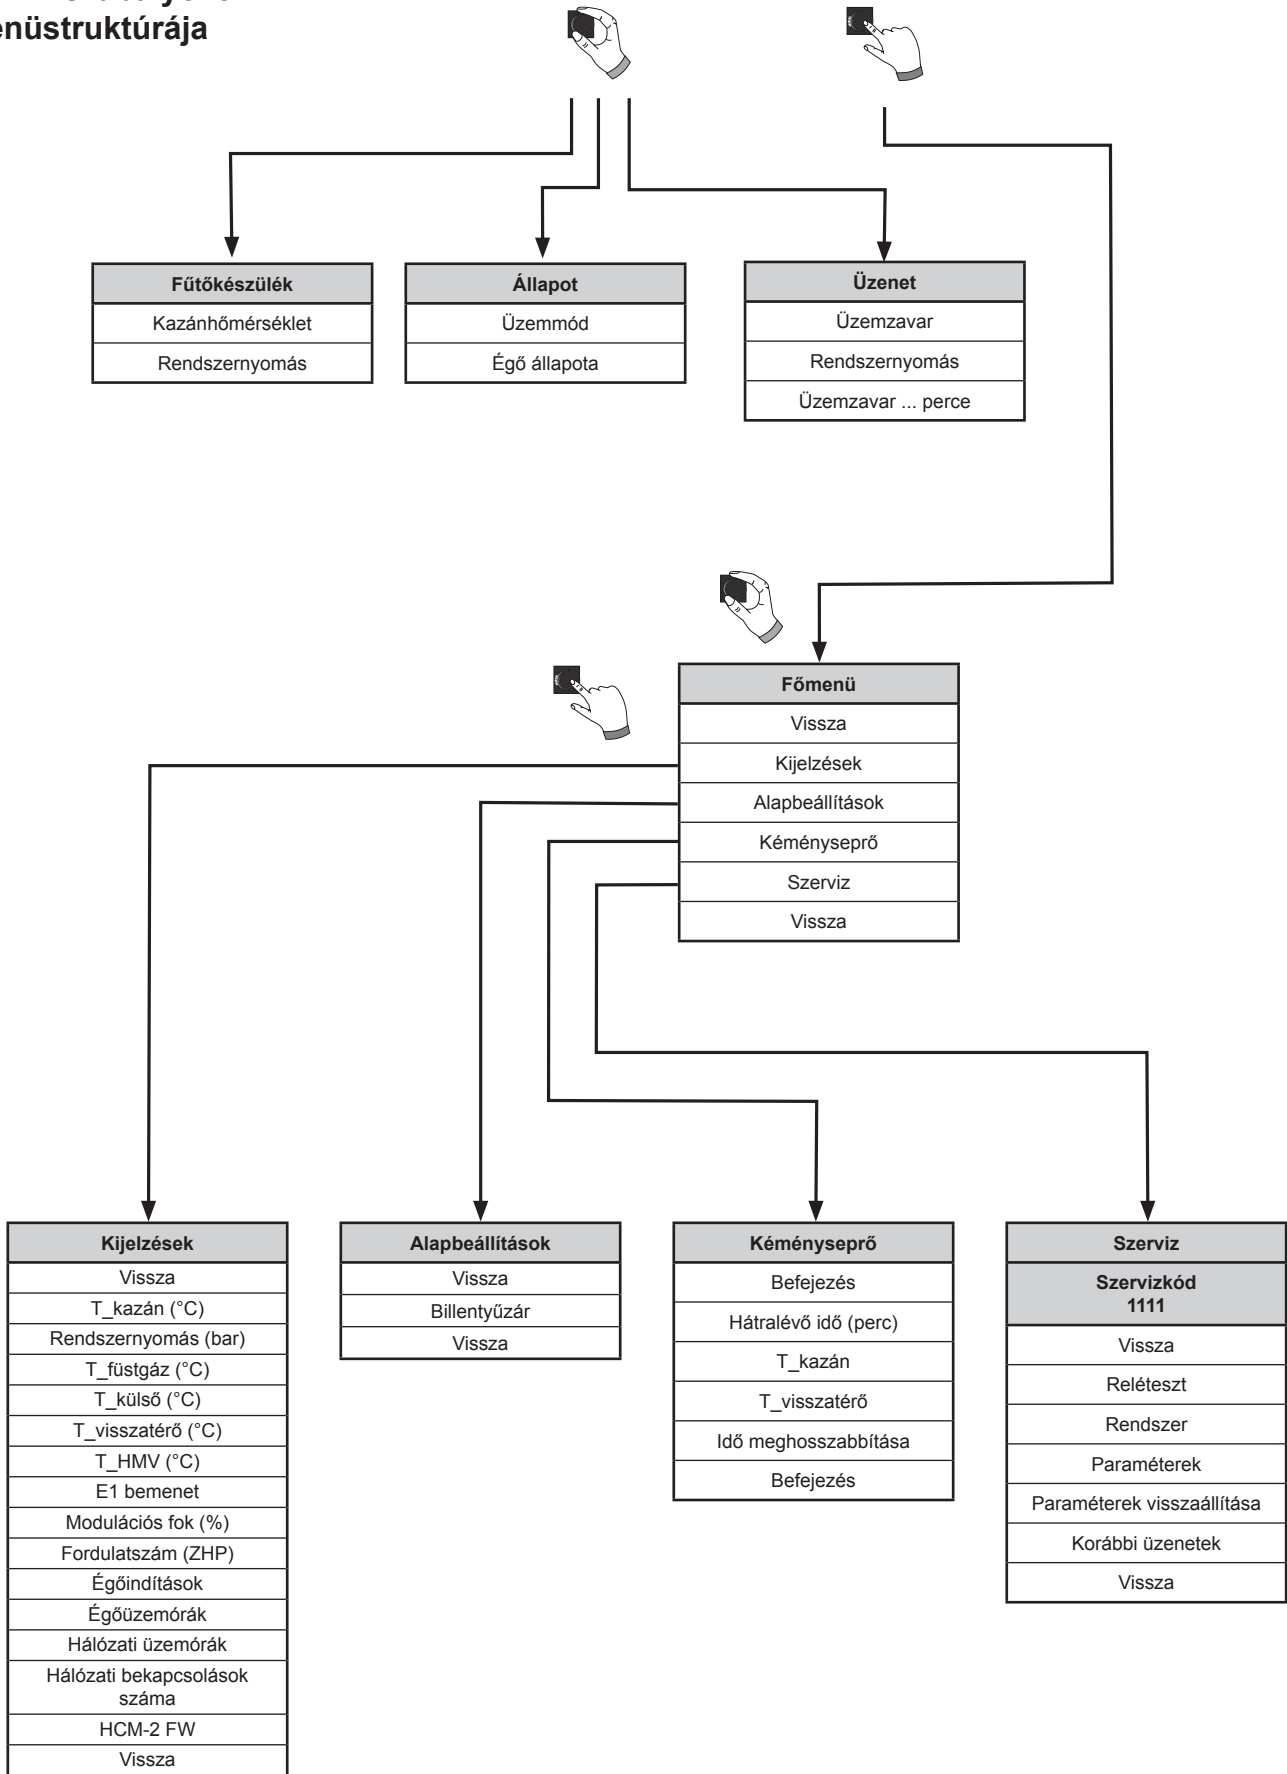 enüstruktúrája
Fűtőkészülék
Kazánhőmérséklet
Rendszernyomás
Állapot
Üzemmód
Égő állapota
Üzenet
Üzemzavar
Rendszernyomás
Üzemzavar ... perce
Főmenü
Vissza
Kijelzések
Alapbeállítások
Kéményseprő
Szerviz
Vissza
Kijelzések
Vissza
T_kazán (°C)
Rendszernyomás (bar)
T_füstgáz (°C)
T_külső (°C)
T_visszatérő (°C)
T_HMV (°C)
E1 bemenet
Modulációs fok (%)
Fordulatszám (ZHP)
Égőindítások
Égőüzemórák
Hálózati üzemórák
Hálózati bekapcsolások
száma
HCM-2 FW
Vissza
Alapbeállítások
Vissza
Billentyűzár
Vissza
Kéményseprő
Befejezés
Hátralévő idő (perc)
T_kazán
T_visszatérő
Idő meghosszabbítása
Befejezés
Szerviz
Szervizkód
1111
Vissza
Reléteszt
Rendszer
Paraméterek
Paraméterek visszaállítása
Korábbi üzenetek
Vissza